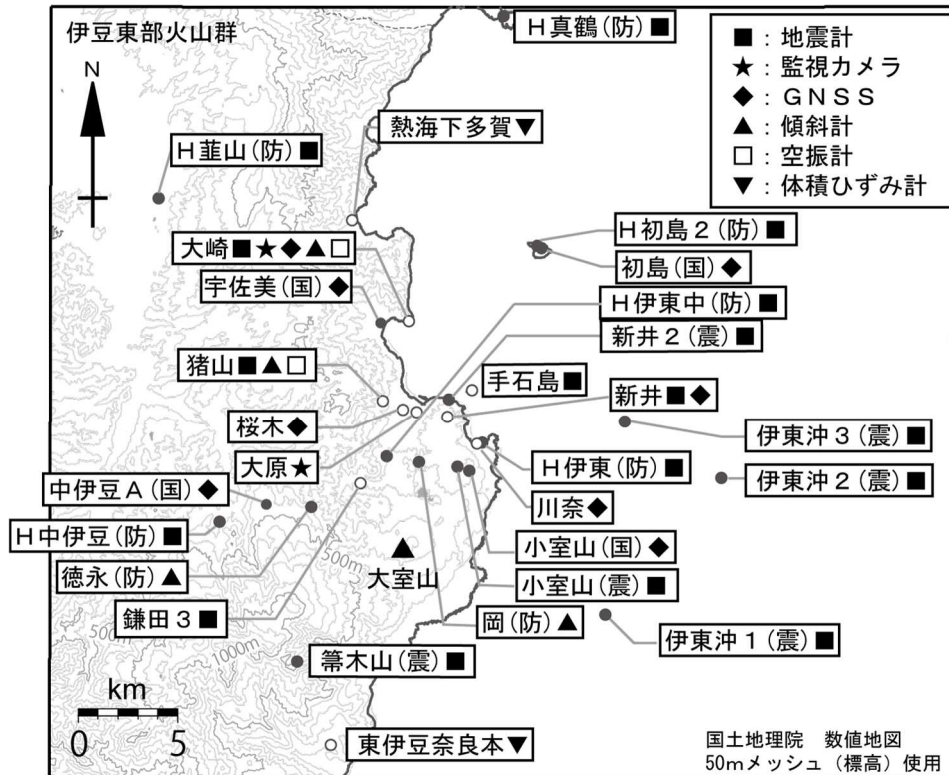 伊豆東部火山群
N
H真鶴(防)■
■：地震計
★：監視カメラ
◆：GNSS
▲：傾斜計
□：空振計
▼：体積ひずみ計
熱海下多賀▼
H韮山(防)■
H初島2(防)■
初島(国)◆
大崎■★◆▲□
宇佐美(国)◆
H伊東中(防)■
新井2(震)■
猪山■▲□
手石島■
新井■◆
桜木◆
伊東沖3(震)■
大原★
H伊東(防)■
伊東沖2(震)■
中伊豆A(国)◆
川奈◆
H中伊豆(防)■
小室山(国)◆
徳永(防)▲
大室山
小室山(震)■
500m
鎌田3■
岡(防)▲
伊東沖1(震)■
500m
1000m
箒木山(震)■
km
0 5
東伊豆奈良本▼
国土地理院　数値地図
50mメッシュ（標高）使用